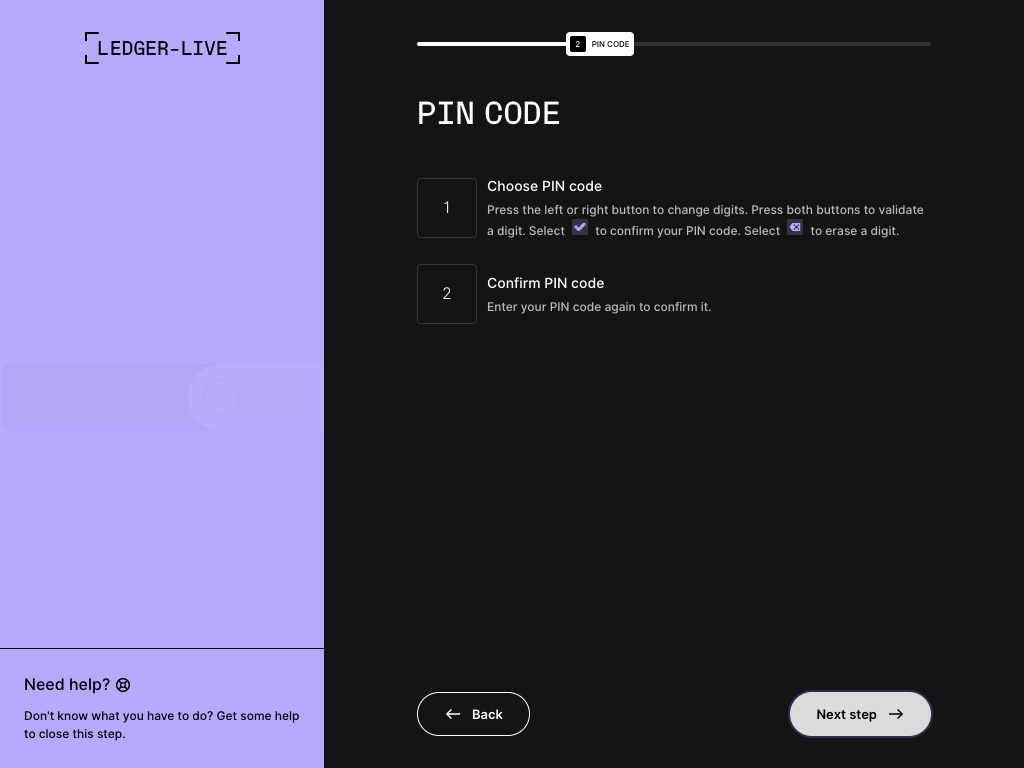 LEDGER-LIVE
2 PIN CODE
PIN CODE
1
Choose PIN code
Press the left or right button to change digits. Press both buttons to validate
a digit. Select to confirm your PIN code. Select to erase a digit.
2
Confirm PIN code
Enter your PIN code again to confirm it.
Need help?
Don't know what you have to do? Get some help
to close this step.
Back
Next step